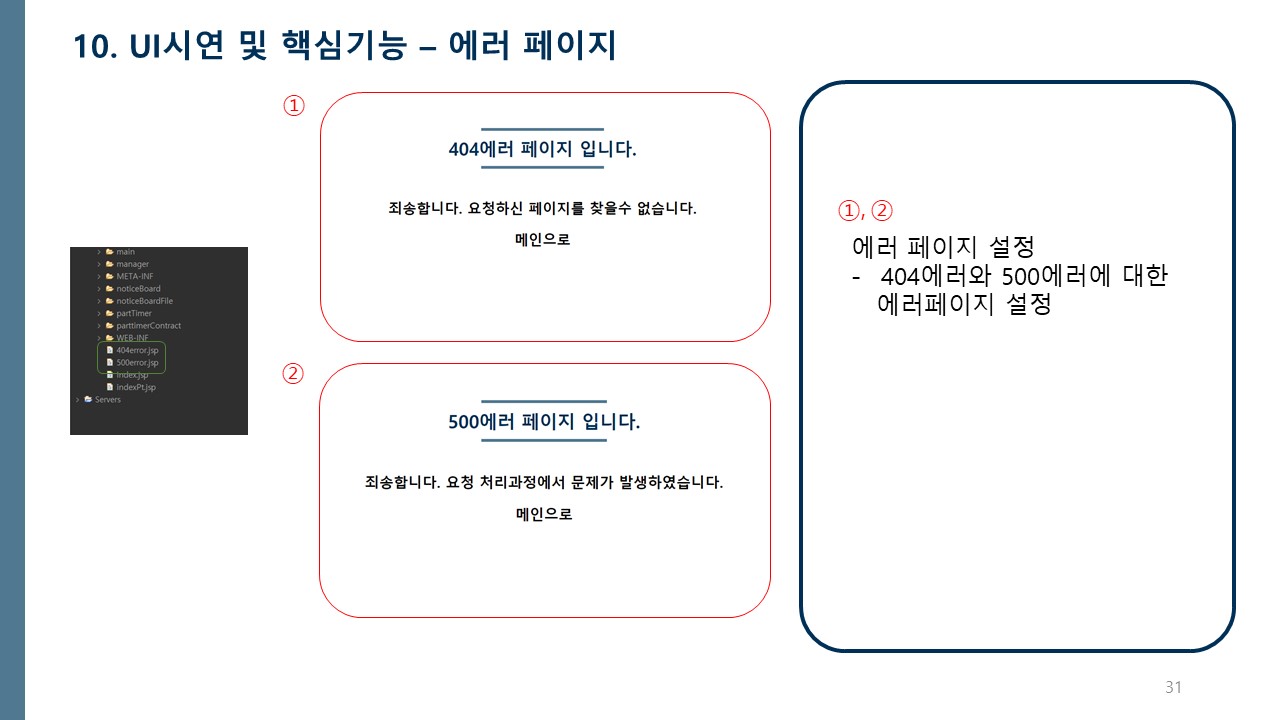 10. UI시연 및 핵심기능 – 에러 페이지
①
404에러 페이지 입니다.
죄송합니다. 요청하신 페이지를 찾을수 없습니다.
메인으로
main
manager
META-INF
noticeBoard
noticeBoardFile
partTimer
parttimerContract
WEB-INF
404error.jsp
500error.jsp
index.jsp
indexPt.jsp
Servers
②
500에러 페이지 입니다.
죄송합니다. 요청 처리과정에서 문제가 발생하였습니다.
메인으로
①, ②
에러 페이지 설정
- 404에러와 500에러에 대한
에러페이지 설정
31